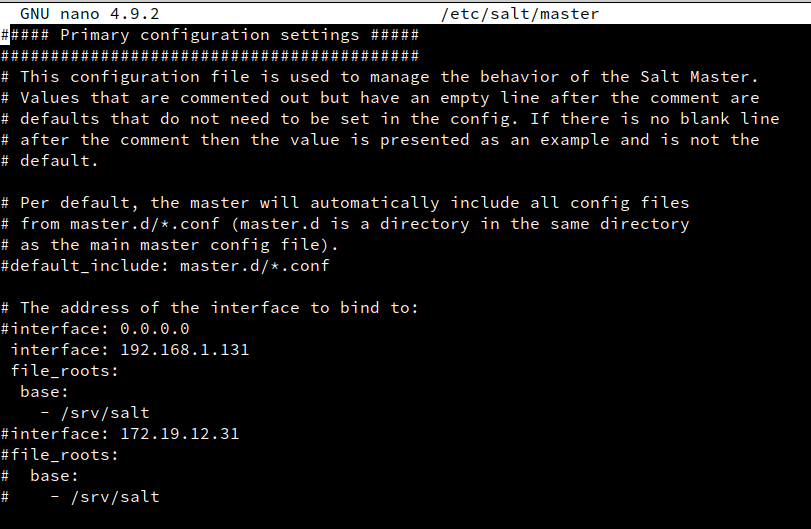 GNU nano 4.9.2 /etc/salt/master
##### Primary configuration settings #####
##########################################
# This configuration file is used to manage the behavior of the Salt Master.
# Values that are commented out but have an empty line after the comment are
# defaults that do not need to be set in the config. If there is no blank line
# after the comment then the value is presented as an example and is not the
# default.

# Per default, the master will automatically include all config files
# from master.d/*.conf (master.d is a directory in the same directory
# as the main master config file).
#default_include: master.d/*.conf

# The address of the interface to bind to:
#interface: 0.0.0.0
 interface: 192.168.1.131
 file_roots:
  base:
    - /srv/salt
#interface: 172.19.12.31
#file_roots:
#  base:
#    - /srv/salt